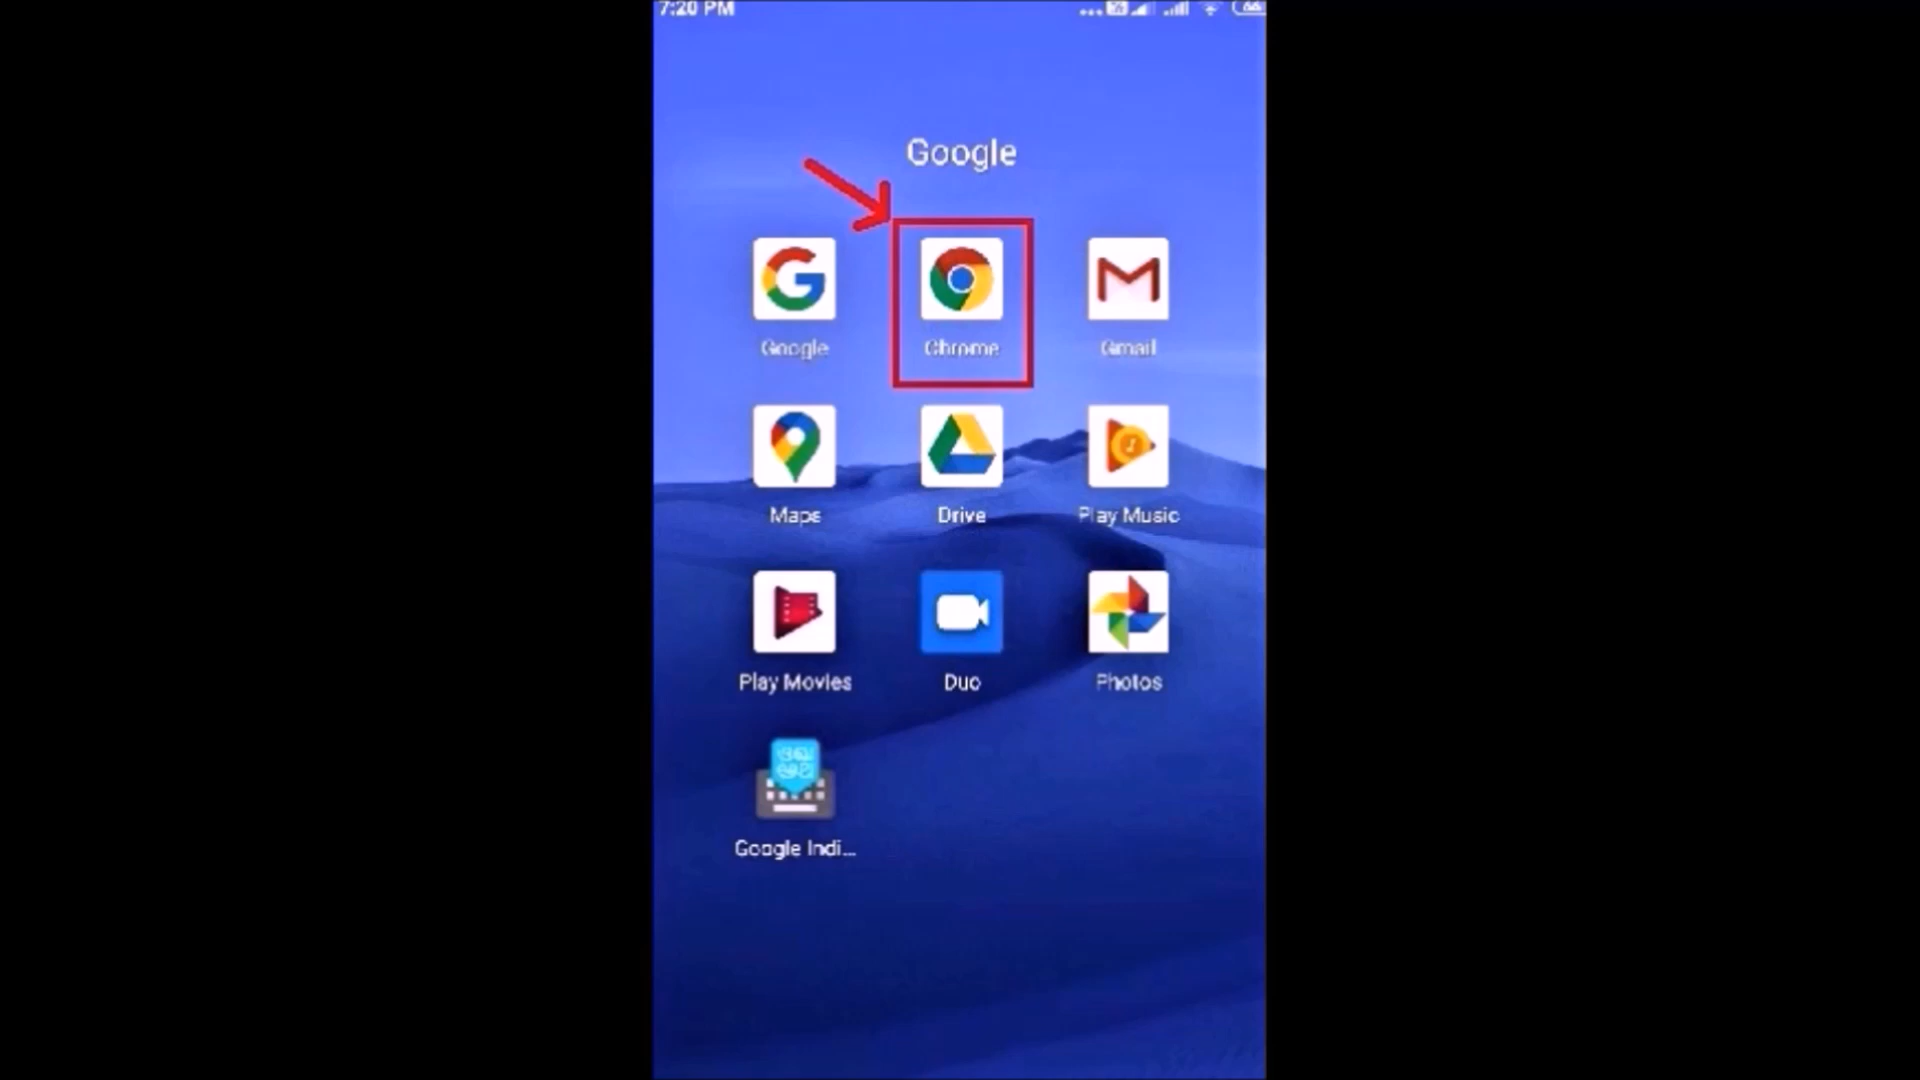 7:20 PM
Google
Google
Chrome
Gmail
Maps
Drive
Play Music
Play Movies
Duo
Photos
Google Indi...